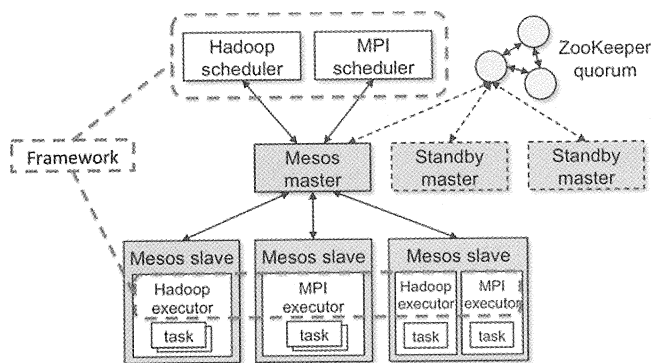 Hadoop
scheduler
MPI
scheduler
ZooKeeper
quorum
Framework
Mesos
master
Standby
master
Standby
master
Mesos slave
Hadoop
executor
task
Mesos slave
MPI
executor
task
Mesos slave
Hadoop
executor
task
MPI
executor
task